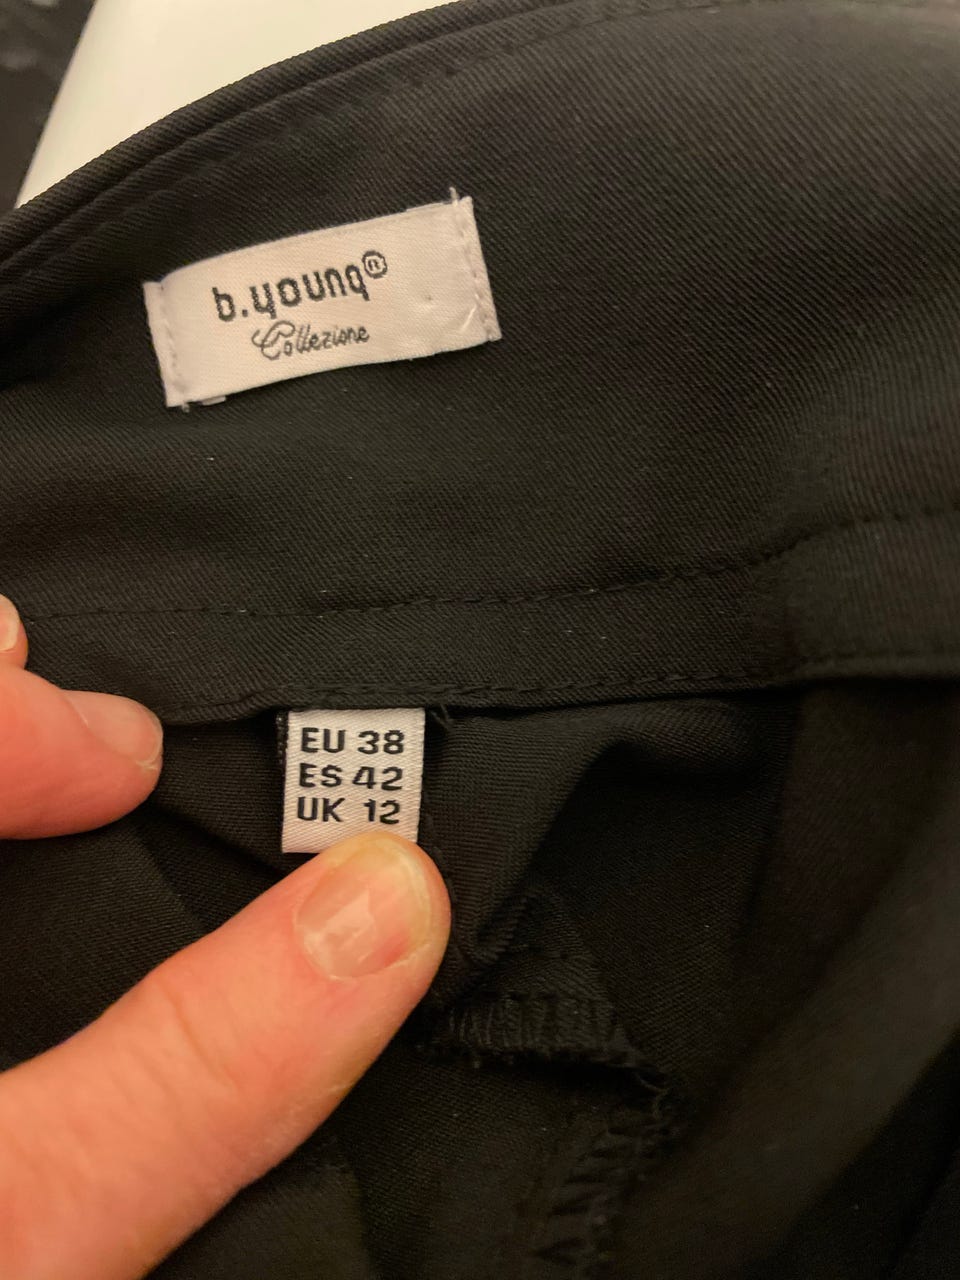 b.young®
Collezione
EU 38
ES 42
UK 12